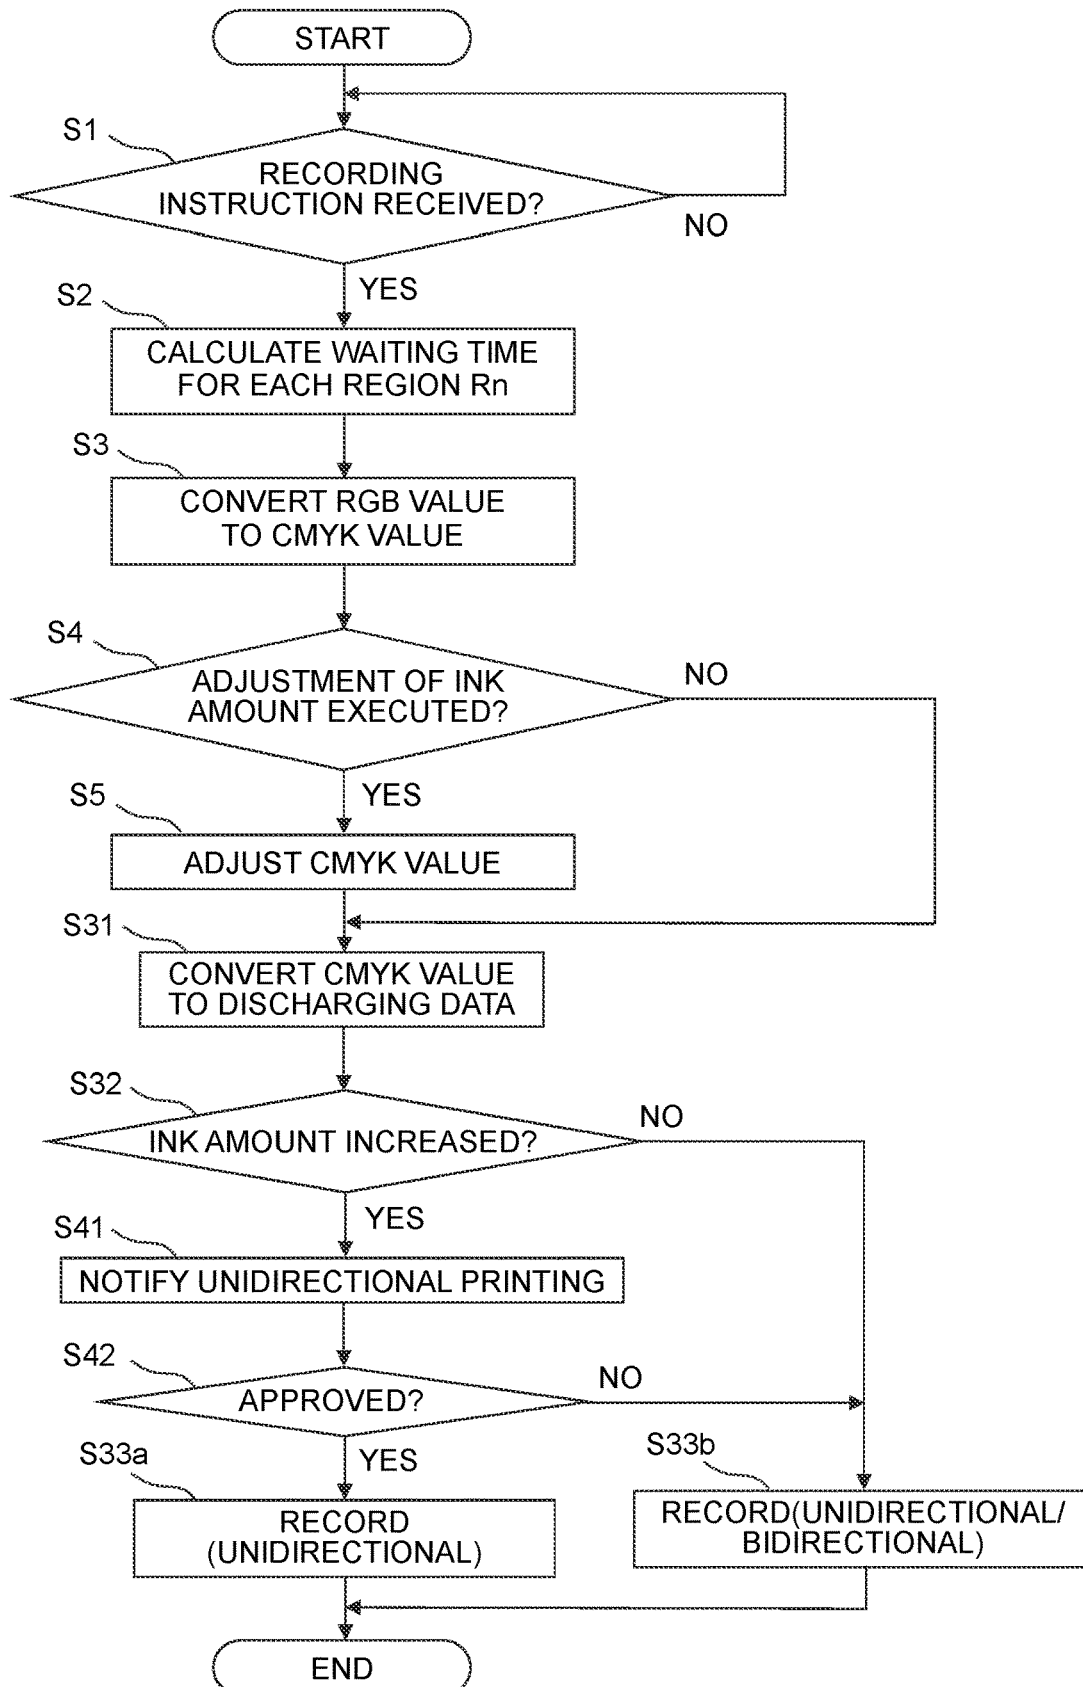 START
S1
RECORDING
INSTRUCTION RECEIVED?
NO
YES
S2
CALCULATE WAITING TIME
FOR EACH REGION Rn
S3
CONVERT RGB VALUE
TO CMYK VALUE
S4
ADJUSTMENT OF INK
AMOUNT EXECUTED?
NO
YES
S5
ADJUST CMYK VALUE
S31
CONVERT CMYK VALUE
TO DISCHARGING DATA
S32
INK AMOUNT INCREASED?
NO
YES
S41
NOTIFY UNIDIRECTIONAL PRINTING
S42
APPROVED?
NO
YES
S33a
RECORD
(UNIDIRECTIONAL)
S33b
RECORD(UNIDIRECTIONAL/
BIDIRECTIONAL)
END